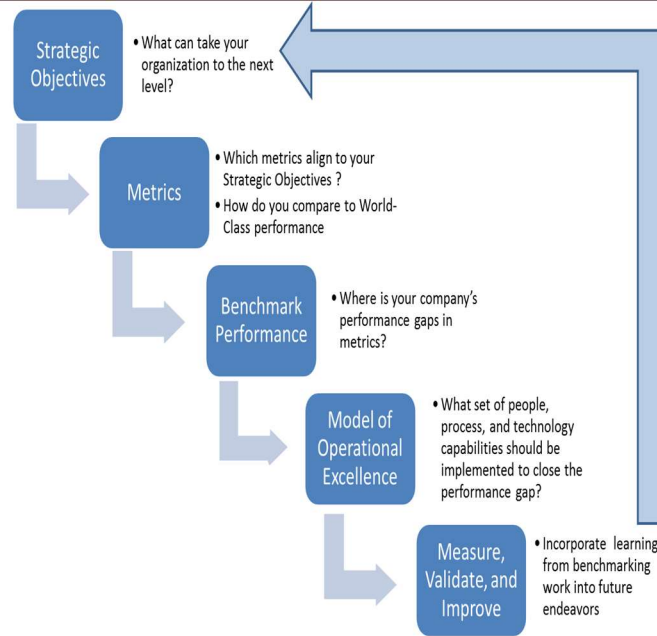 Strategic
Objectives
• What can take your
organization to the next
level?
Metrics
• Which metrics align to your
Strategic Objectives ?
• How do you compare to World-
Class performance
Benchmark
Performance
• Where is your company's
performance gaps in
metrics?
Model of
Operational
Excellence
• What set of people,
process, and technology
capabilities should be
implemented to close the
performance gap?
Measure,
Validate, and
Improve
• Incorporate learning
from benchmarking
work into future
endeavors